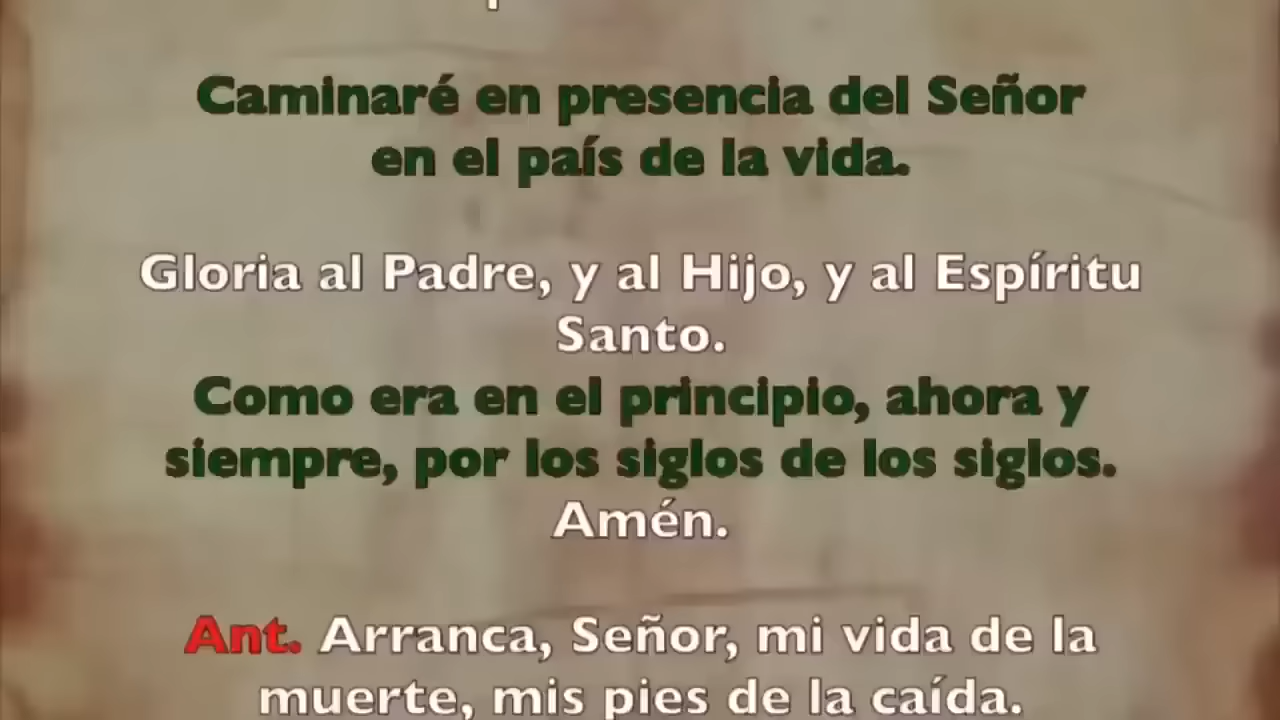 Caminaré en presencia del Señor
en el país de la vida.
Gloria al Padre, y al Hijo, y al Espíritu
Santo.
Como era en el principio, ahora y
siempre, por los siglos de los siglos.
Amén.
Ant. Arranca, Señor, mi vida de la
muerte, mis pies de la caída.